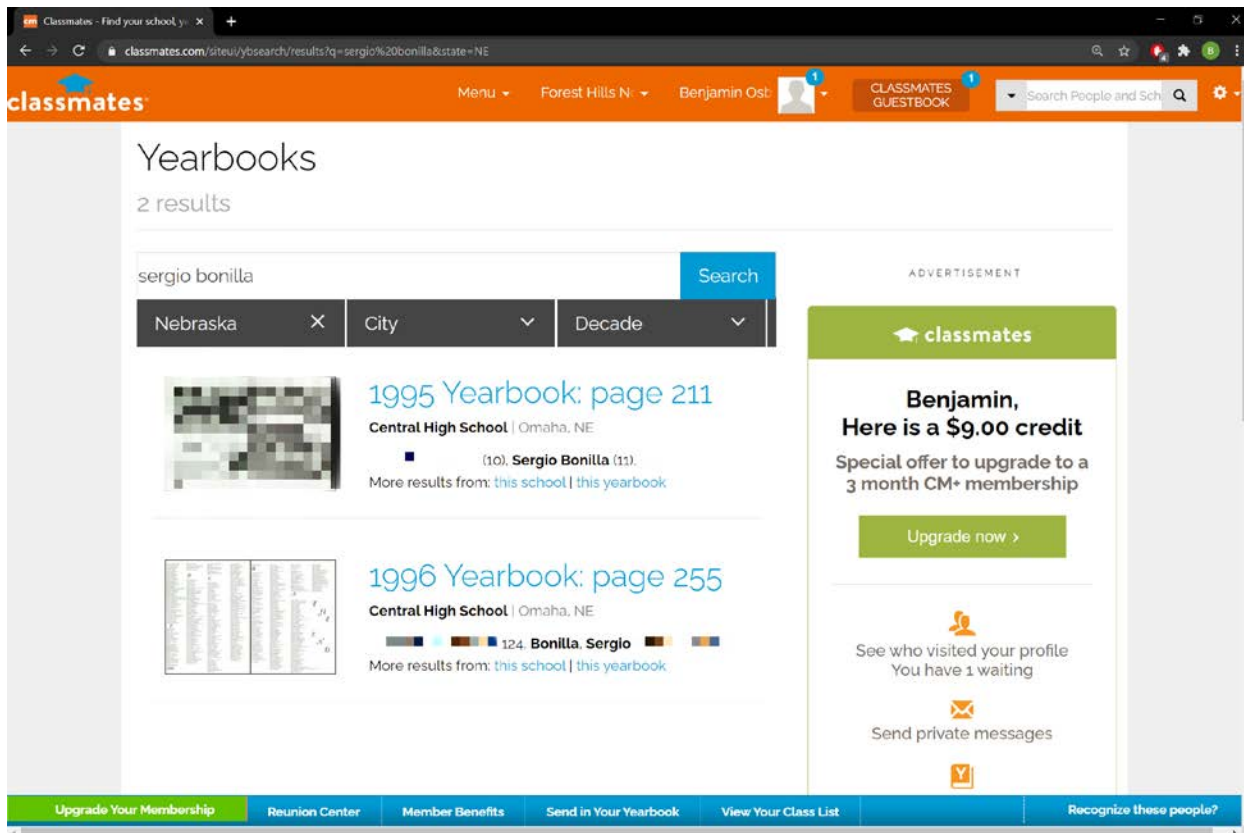 cm Classmates - Find your school, y
classmates.com/siteui/ybsearch/results?q=sergio%20bonilla&state=NE
B
classmates
Menu
Forest Hills N
Benjamin Osb
1
CLASSMATES GUESTBOOK
1
Search People and Sch
Yearbooks
2 results
sergio bonilla
Search
Nebraska
City
Decade
1995 Yearbook: page 211
Central High School | Omaha, NE
(10), Sergio Bonilla (11),
More results from: this school | this yearbook
1996 Yearbook: page 255
Central High School | Omaha, NE
124, Bonilla, Sergio
More results from: this school | this yearbook
ADVERTISEMENT
classmates
Benjamin,
Here is a $9.00 credit
Special offer to upgrade to a
3 month CM+ membership
Upgrade now >
See who visited your profile
You have 1 waiting
Send private messages
Y
Upgrade Your Membership
Reunion Center
Member Benefits
Send in Your Yearbook
View Your Class List
Recognize these people?